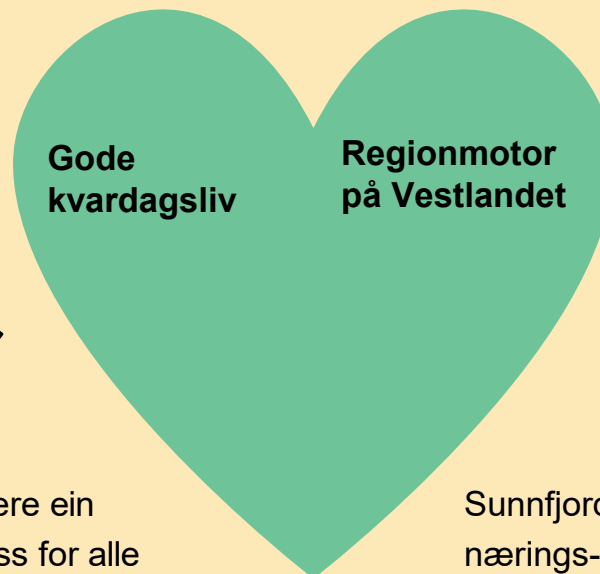 Gode
kvardagsliv
Regionmotor
på Vestlandet
ere ein
ss for alle
Sunnfjord
nærings-